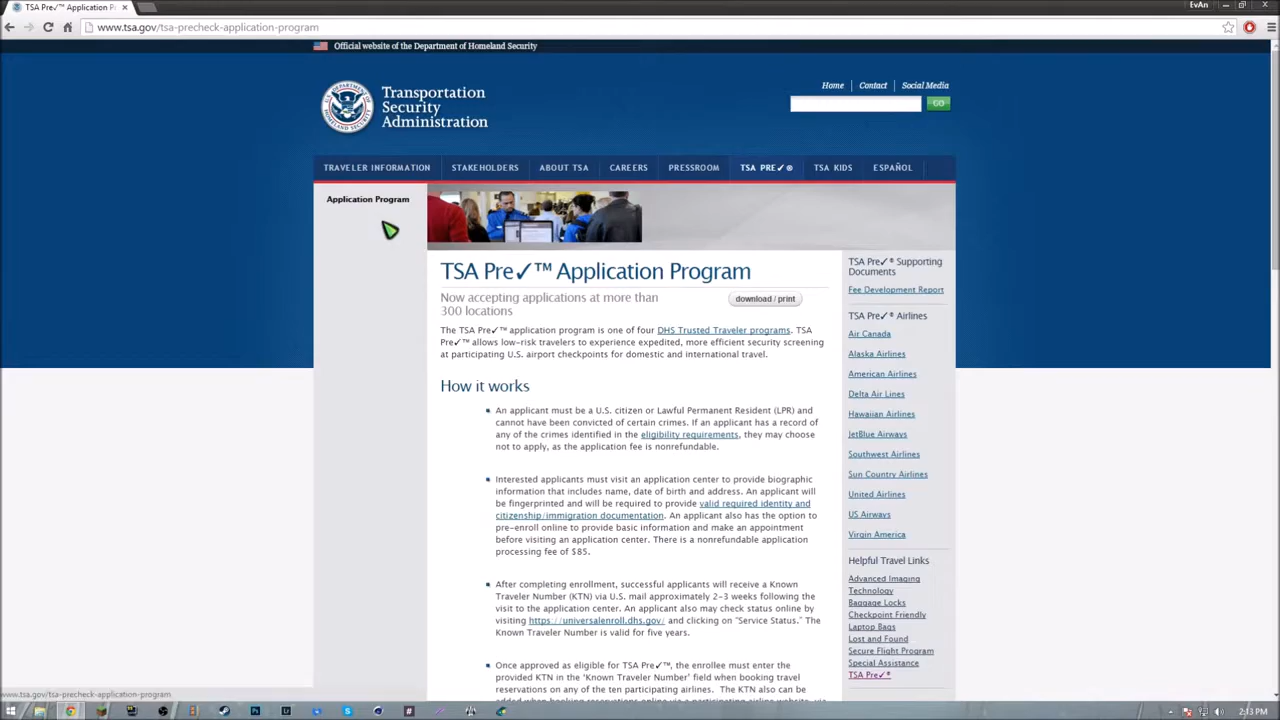 TSA Pre✓™ Application P
EvAn
www.tsa.gov/tsa-precheck-application-program
Official website of the Department of Homeland Security
Transportation
Security
Administration
Home
Contact
Social Media
GO
TRAVELER INFORMATION
STAKEHOLDERS
ABOUT TSA
CAREERS
PRESSROOM
TSA PRE✓®
TSA KIDS
ESPAÑOL
Application Program
TSA Pre✓™ Application Program
Now accepting applications at more than
300 locations
download / print
The TSA Pre✓™ application program is one of four DHS Trusted Traveler programs. TSA
Pre✓™ allows low-risk travelers to experience expedited, more efficient security screening
at participating U.S. airport checkpoints for domestic and international travel.
How it works
An applicant must be a U.S. citizen or Lawful Permanent Resident (LPR) and
cannot have been convicted of certain crimes. If an applicant has a record of
any of the crimes identified in the eligibility requirements, they may choose
not to apply, as the application fee is nonrefundable.
Interested applicants must visit an application center to provide biographic
information that includes name, date of birth and address. An applicant will
be fingerprinted and will be required to provide valid required identity and
citizenship/immigration documentation. An applicant also has the option to
pre-enroll online to provide basic information and make an appointment
before visiting an application center. There is a nonrefundable application
processing fee of $85.
After completing enrollment, successful applicants will receive a Known
Traveler Number (KTN) via U.S. mail approximately 2-3 weeks following the
visit to the application center. An applicant also may check status online by
visiting https://universalenroll.dhs.gov/ and clicking on "Service Status." The
Known Traveler Number is valid for five years.
Once approved as eligible for TSA Pre✓™, the enrollee must enter the
provided KTN in the 'Known Traveler Number' field when booking travel
reservations on any of the ten participating airlines. The KTN also can be
added when booking reservations online via a participating airline website, via
TSA Pre✓® Supporting
Documents
Fee Development Report
TSA Pre✓® Airlines
Air Canada
Alaska Airlines
American Airlines
Delta Air Lines
Hawaiian Airlines
JetBlue Airways
Southwest Airlines
Sun Country Airlines
United Airlines
US Airways
Virgin America
Helpful Travel Links
Advanced Imaging
Technology
Baggage Locks
Checkpoint Friendly
Laptop Bags
Lost and Found
Secure Flight Program
Special Assistance
TSA Pre✓®
www.tsa.gov/tsa-precheck-application-program
2:13 PM